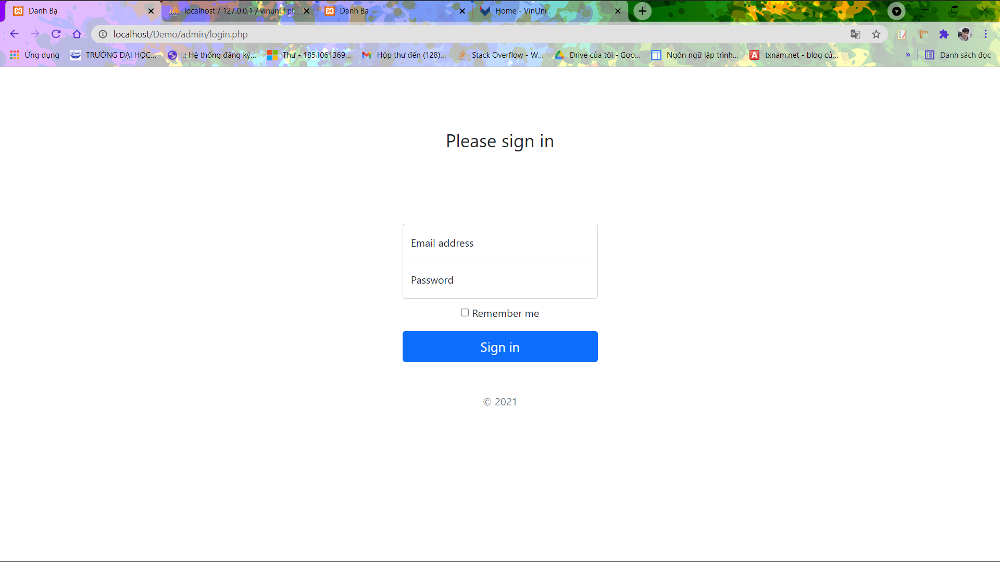 Danh Bạ
localhost / 127.0.0.1 / vinuni | ph
Danh Bạ
Home - VinUni
localhost/Demo/admin/login.php
Ứng dụng
TRƯỜNG ĐẠI HỌC...
.: Hệ thống đăng ký...
Thư - 1851061369...
Hộp thư đến (128)...
Stack Overflow - W...
Drive của tôi - Goo...
Ngôn ngữ lập trình...
txnam.net - blog củ...
»
Danh sách đọc
Please sign in
Email address
Password
Remember me
Sign in
© 2021